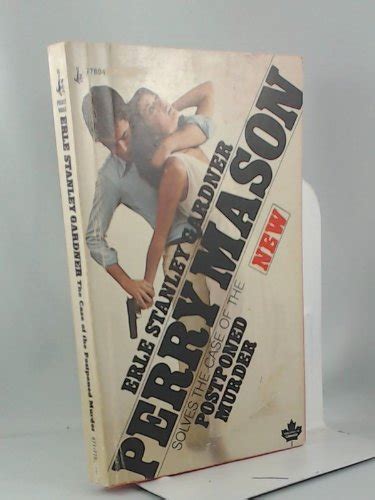 77804
ERLE STANLEY GARDNER
PERRY MASON
SOLVES THE CASE OF THE
POSTPONED
MURDER
NEW
ERLE STANLEY GARDNER The Case of the Postponed Murder